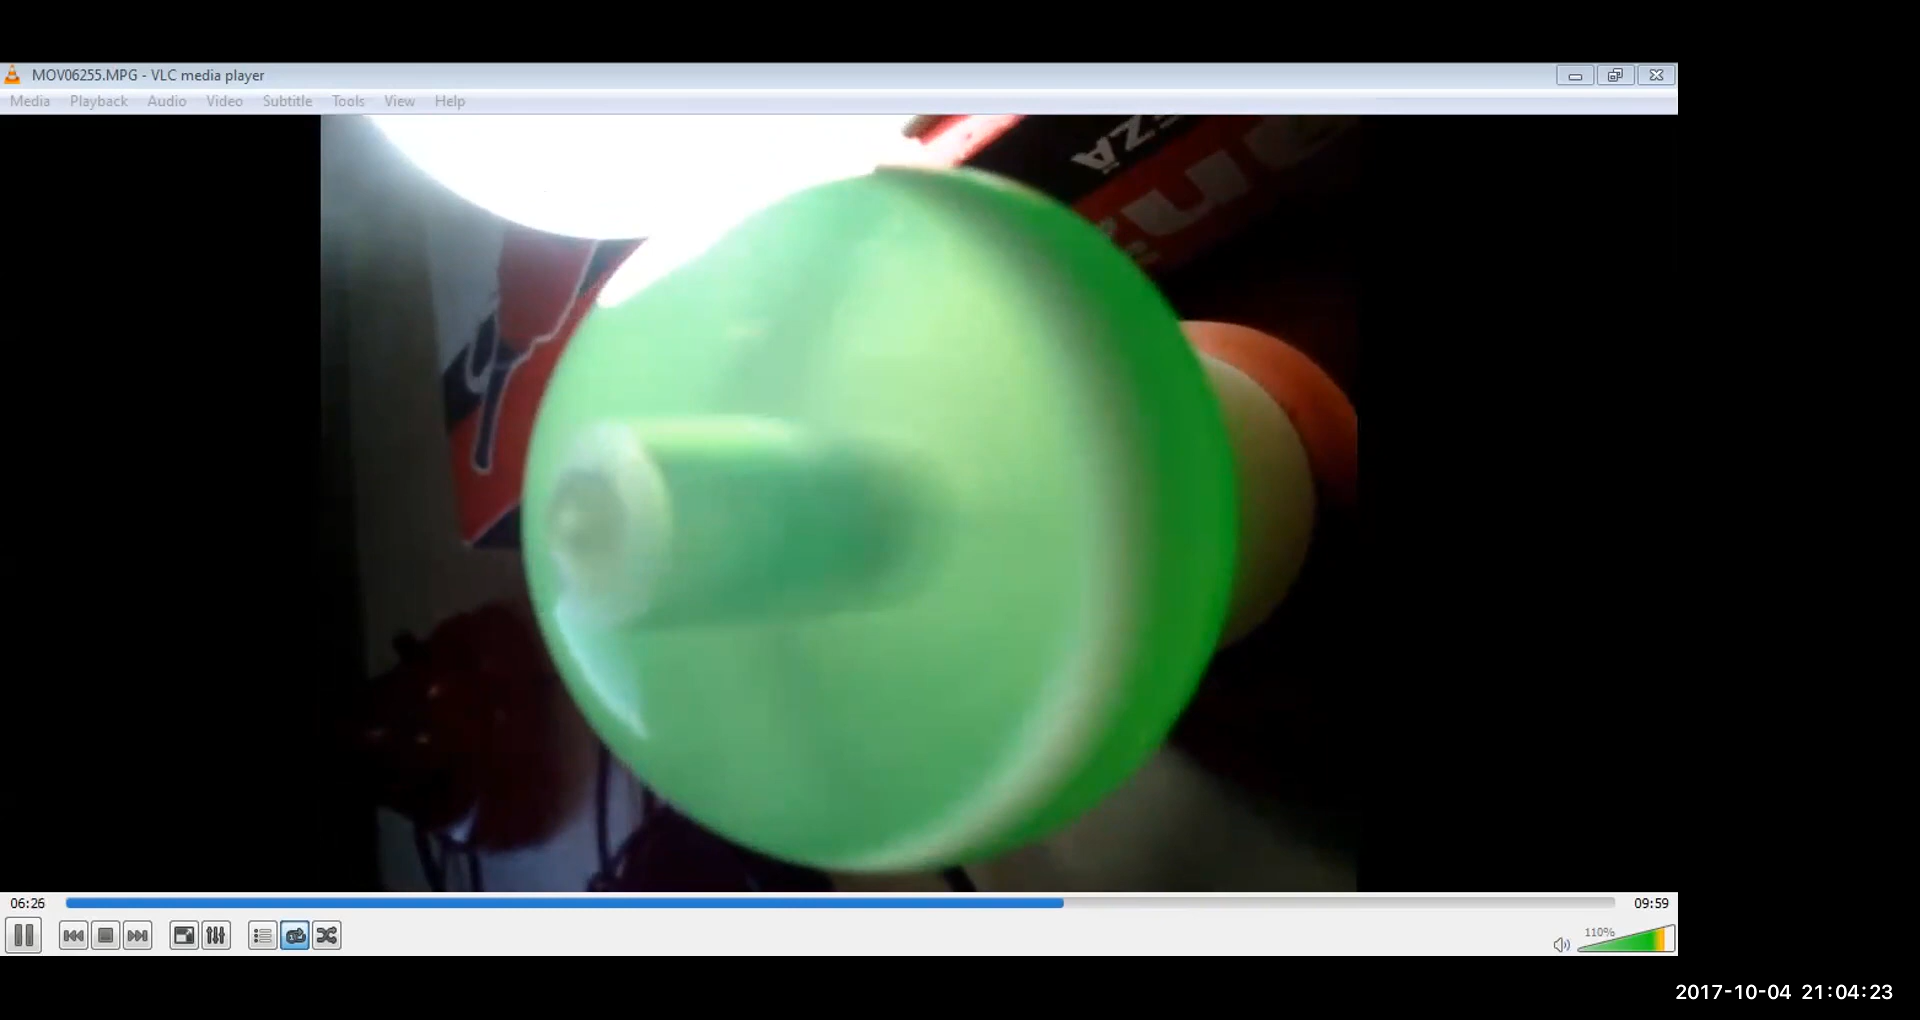 MOV06255.MPG - VLC media player
Media Playback Audio Video Subtitle Tools View Help
06:26
09:59
110%
2017-10-04 21:04:23